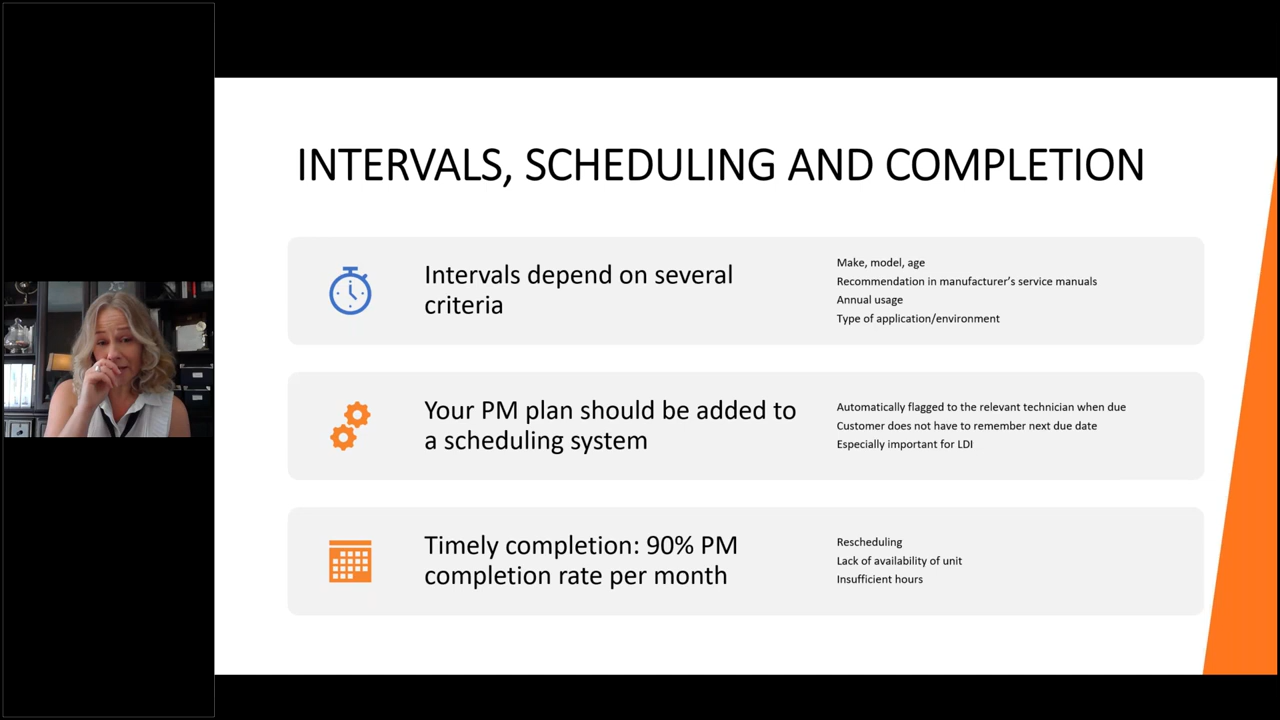 INTERVALS, SCHEDULING AND COMPLETION
Intervals depend on several
criteria
Make, model, age
Recommendation in manufacturer's service manuals
Annual usage
Type of application/environment
Your PM plan should be added to
a scheduling system
Automatically flagged to the relevant technician when due
Customer does not have to remember next due date
Especially important for LDI
Timely completion: 90% PM
completion rate per month
Rescheduling
Lack of availability of unit
Insufficient hours